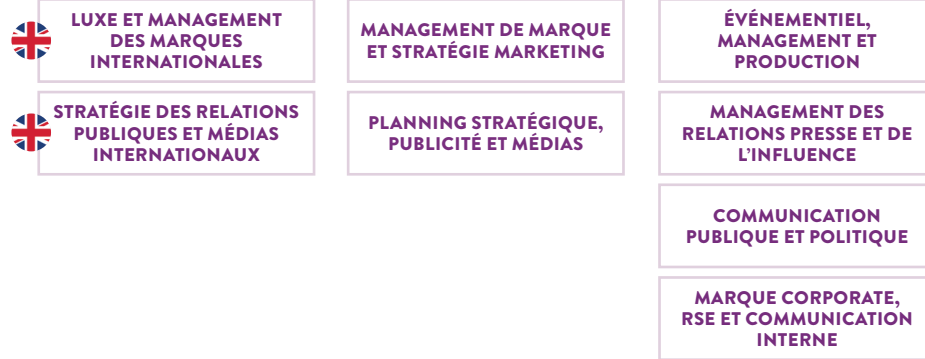 LUXE ET MANAGEMENT
DES MARQUES
INTERNATIONALES
MANAGEMENT DE MARQUE
ET STRATÉGIE MARKETING
ÉVÉNEMENTIEL,
MANAGEMENT ET
PRODUCTION
STRATÉGIE DES RELATIONS
PUBLIQUES ET MÉDIAS
INTERNATIONAUX
PLANNING STRATÉGIQUE,
PUBLICITÉ ET MÉDIAS
MANAGEMENT DES
RELATIONS PRESSE ET DE
L'INFLUENCE
COMMUNICATION
PUBLIQUE ET POLITIQUE
MARQUE CORPORATE,
RSE ET COMMUNICATION
INTERNE